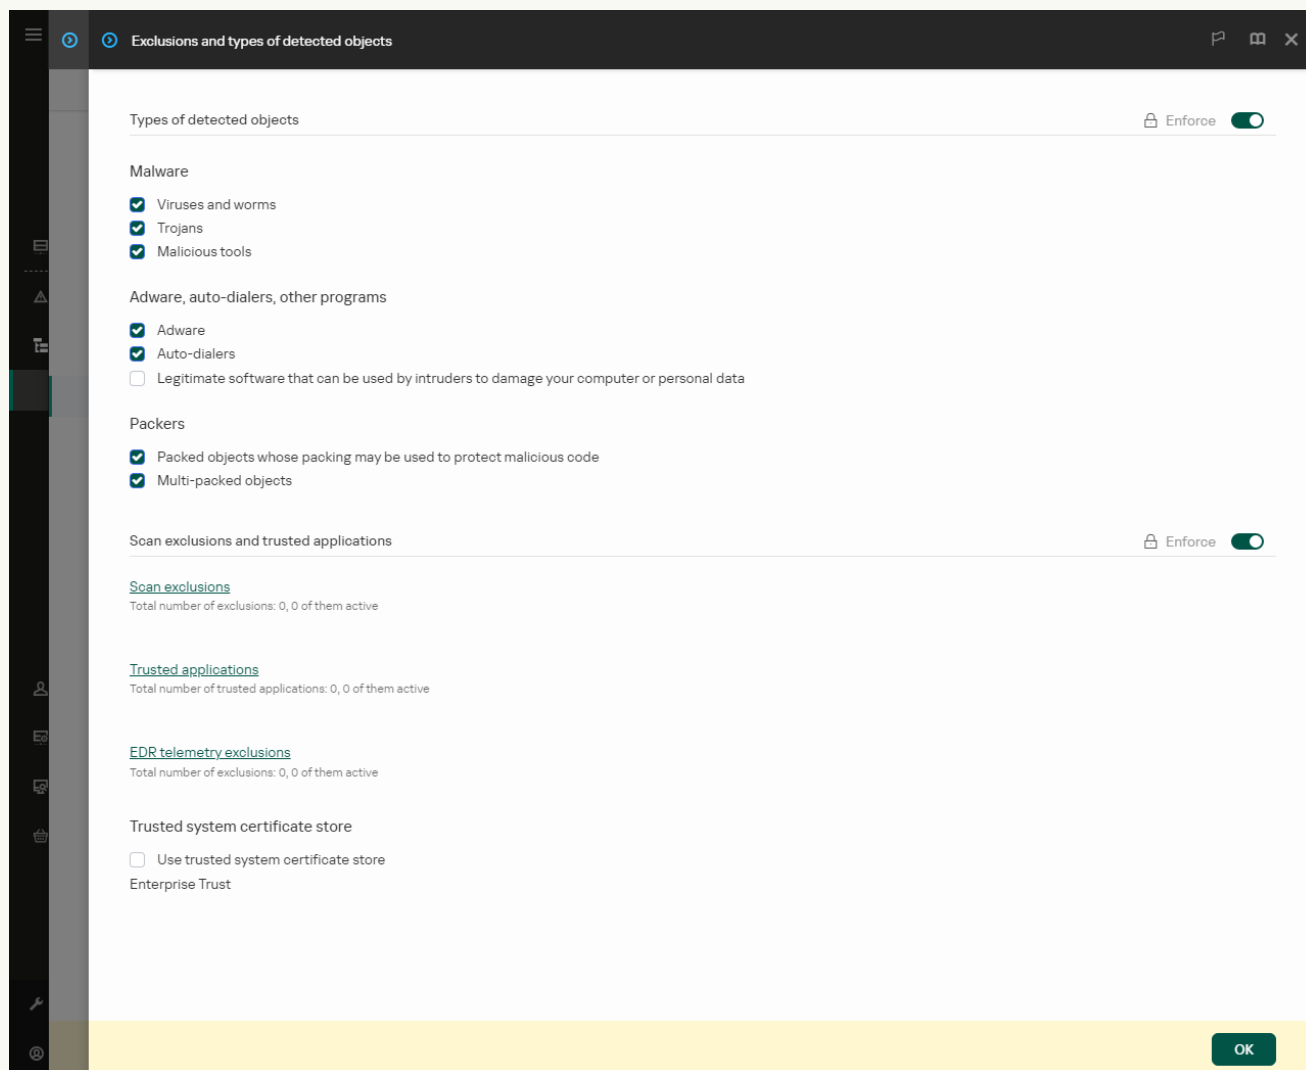 Exclusions and types of detected objects
Types of detected objects
Enforce
Malware
Viruses and worms
Trojans
Malicious tools
Adware, auto-dialers, other programs
Adware
Auto-dialers
Legitimate software that can be used by intruders to damage your computer or personal data
Packers
Packed objects whose packing may be used to protect malicious code
Multi-packed objects
Scan exclusions and trusted applications
Enforce
Scan exclusions
Total number of exclusions: 0, 0 of them active
Trusted applications
Total number of trusted applications: 0, 0 of them active
EDR telemetry exclusions
Total number of exclusions: 0, 0 of them active
Trusted system certificate store
Use trusted system certificate store
Enterprise Trust
OK